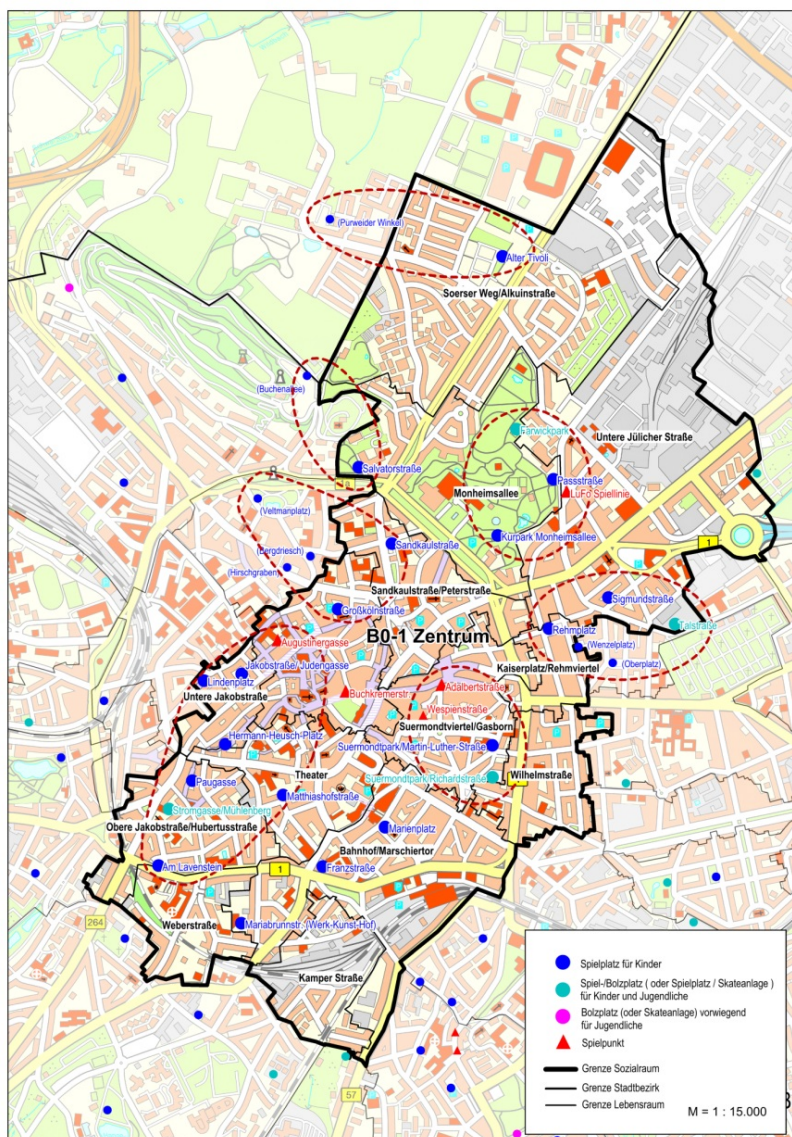 (Purweider Winkel)
Alter Tivoli
Soerser Weg/Alkuinstraße
(Buchenallee)
Farwickpark
Untere Jülicher Straße
Salvatorstraße
Passstraße
Monheimsallee
LuFo Spiellinie
(Veltmanplatz)
Kurpark Monheimsallee
Sandkaulstraße
1
(Bergdriesch)
(Hirschgraben)
Sandkaulstraße/Peterstraße
Sigmundstraße
Großkölnstraße
Talstraße
B0-1 Zentrum
Rehmplatz
Augustinergasse
(Wenzelplatz)
(Oberplatz)
Kaiserplatz/Rehmviertel
Jakobstraße/ Judengasse
Lindenplatz
Adalbertstraße
Untere Jakobstraße
Buchkremerstr.
Wespienstraße
Suermondtviertel/Gasborn
Hermann-Heusch-Platz
Suermondtpark/Martin-Luther-Straße
Theater
Suermondtpark/Richardstraße
Wilhelmstraße
Paugasse
Matthiashofstraße
Stromgasse/Mühlenberg
Obere Jakobstraße/Hubertusstraße
Marienplatz
Bahnhof/Marschiertor
Am Lavenstein
1
Franzstraße
264
Weberstraße
Mariabrunnstr. (Werk-Kunst-Hof)
Kamper Straße
57
Spielplatz für Kinder
Spiel-/Bolzplatz ( oder Spielplatz / Skateanlage )
für Kinder und Jugendliche
Bolzplatz (oder Skateanlage) vorwiegend
für Jugendliche
Spielpunkt
Grenze Sozialraum
Grenze Stadtbezirk
Grenze Lebensraum
M = 1 : 15.000